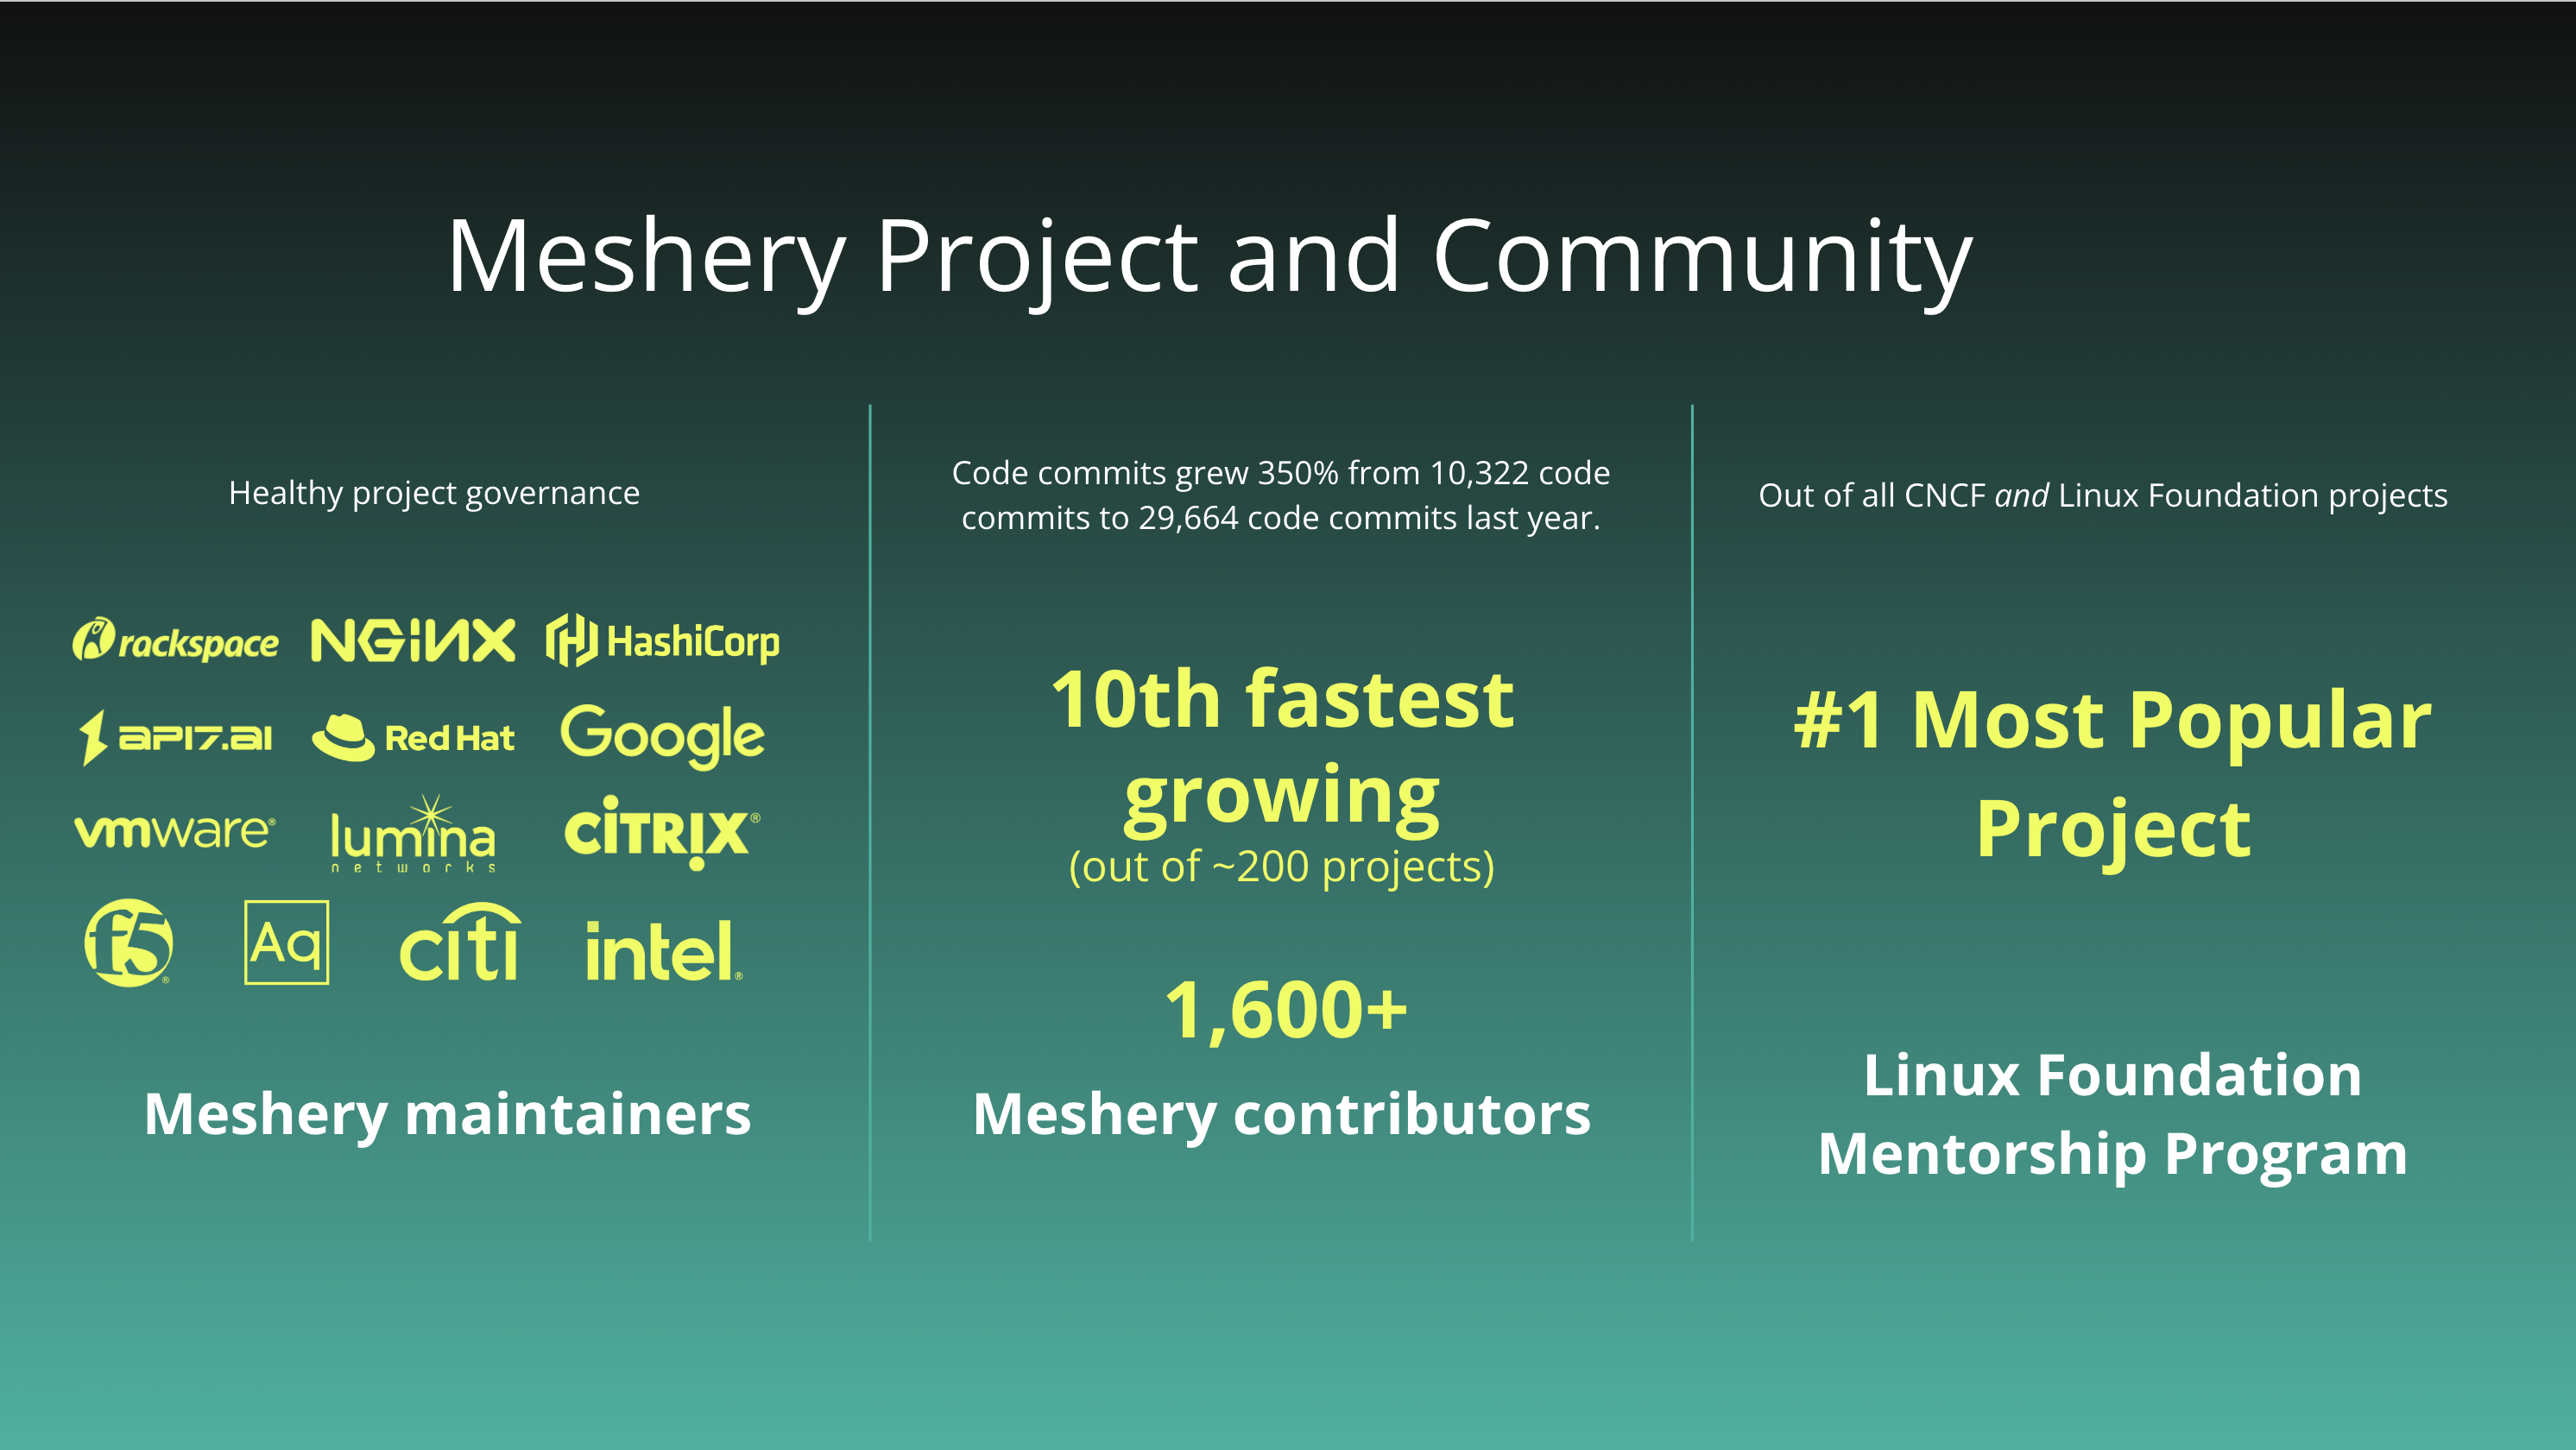 Meshery Project and Community
Healthy project governance
rackspace NGINX HashiCorp
API7.ai Red Hat Google
vmware® lumina networks CITRIX®
f5® Aq citi intel®
Meshery maintainers
Code commits grew 350% from 10,322 code
commits to 29,664 code commits last year.
10th fastest
growing
(out of ~200 projects)
1,600+
Meshery contributors
Out of all CNCF and Linux Foundation projects
#1 Most Popular
Project
Linux Foundation
Mentorship Program